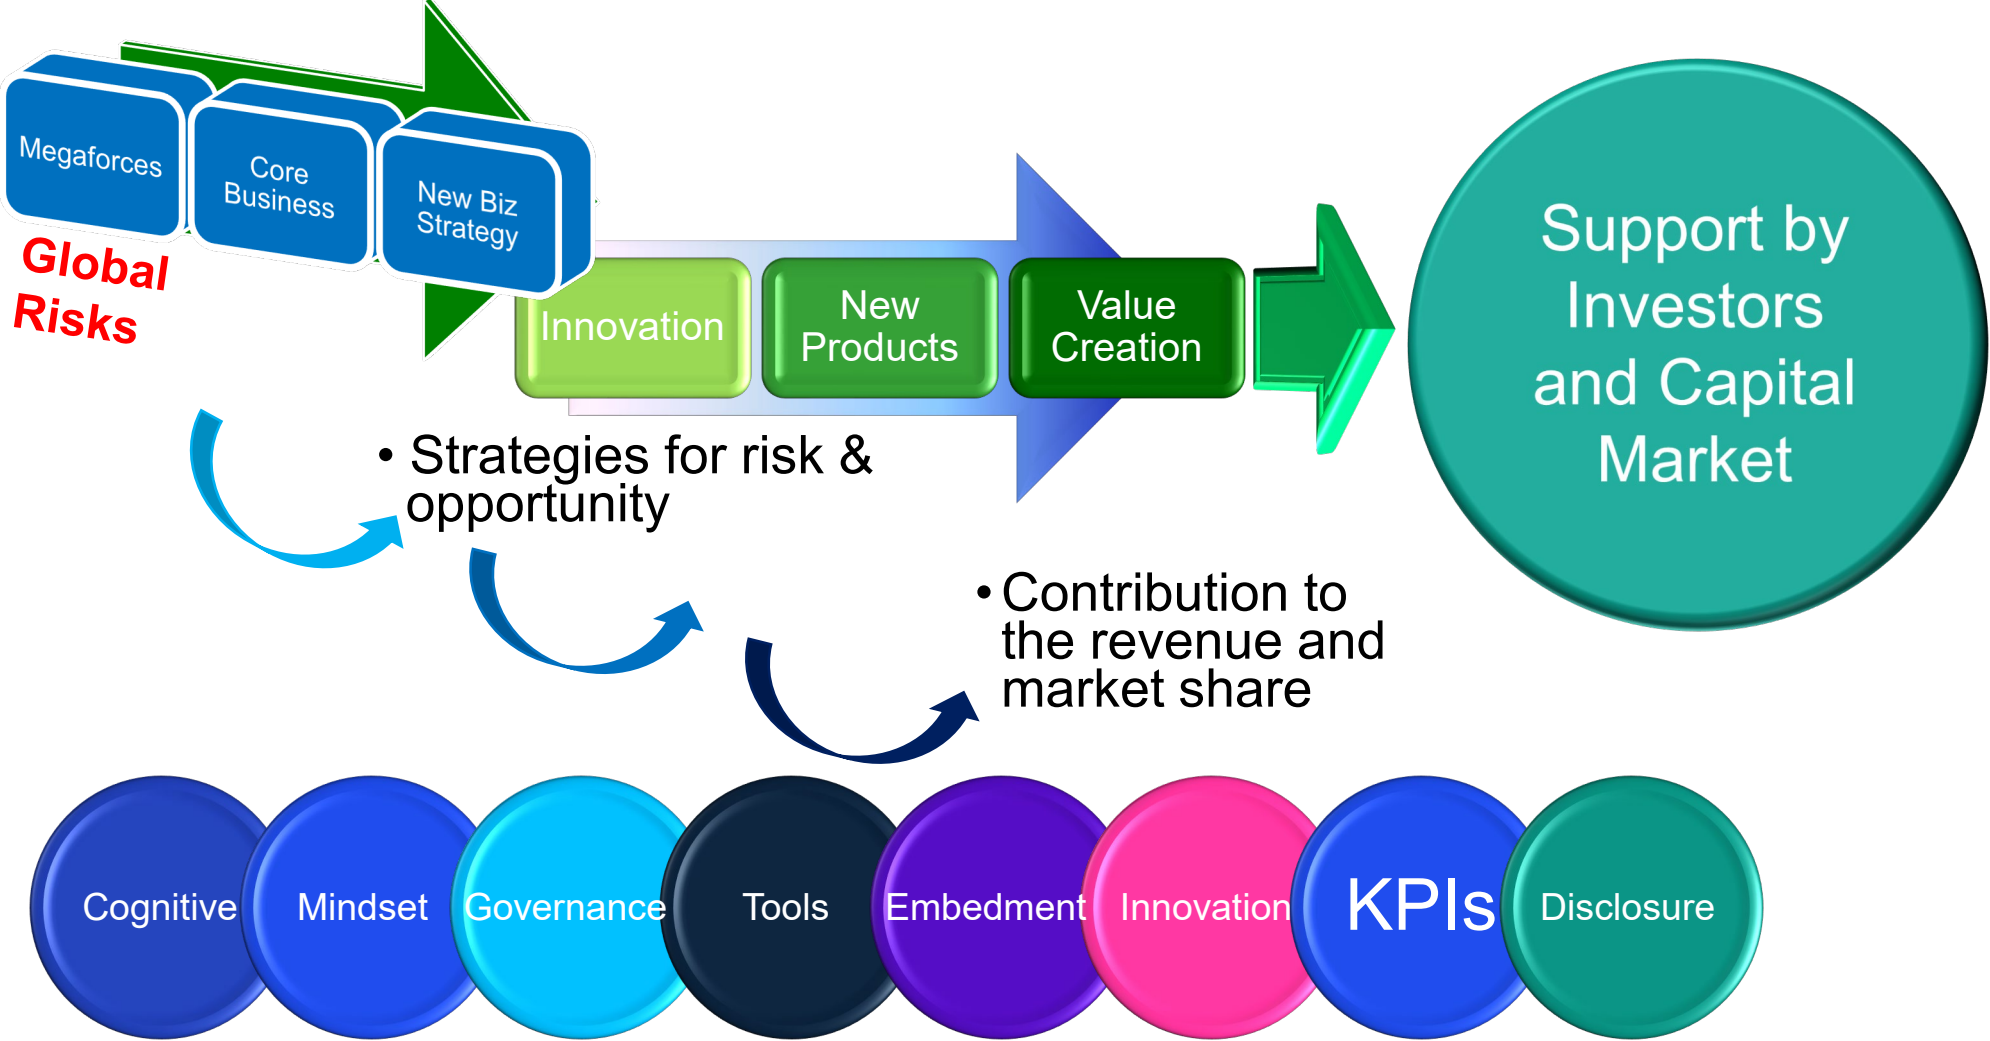 Megaforces
Core
Business
New Biz
Strategy
Global
Risks
Innovation
New
Products
Value
Creation
Support by
Investors
and Capital
Market
• Strategies for risk &
opportunity
• Contribution to
the revenue and
market share
Cognitive
Mindset
Governance
Tools
Embedment
Innovation
KPIs
Disclosure